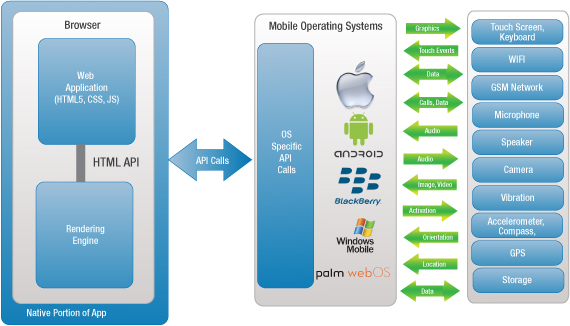 Browser
Web
Application
(HTML5, CSS, JS)
HTML API
Rendering
Engine
Native Portion of App
API Calls
Mobile Operating Systems
OS
Specific
API
Calls
ANDROID
BlackBerry
Windows
Mobile
palm webOS
Graphics
Touch Events
Data
Calls, Data
Audio
Audio
Image, Video
Activation
Orientation
Location
Data
Touch Screen,
Keyboard
WIFI
GSM Network
Microphone
Speaker
Camera
Vibration
Accelerometer,
Compass,
GPS
Storage